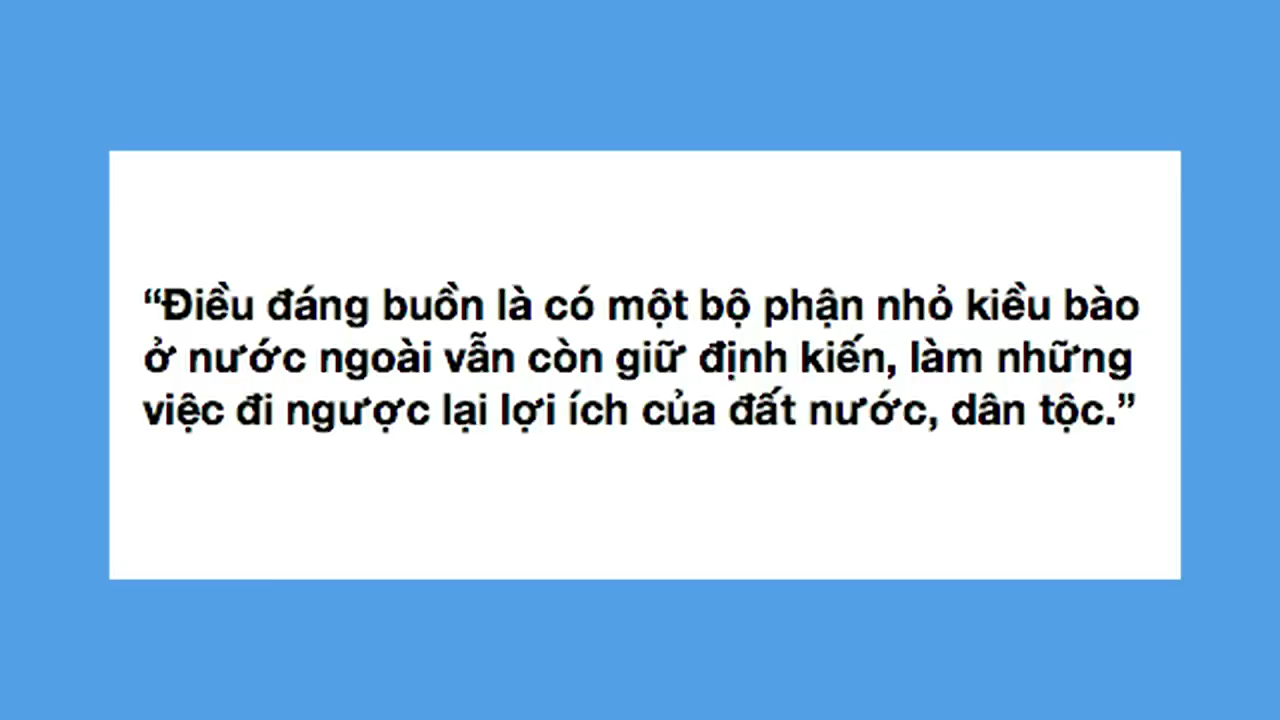 “Điều đáng buồn là có một bộ phận nhỏ kiều bào
ở nước ngoài vẫn còn giữ định kiến, làm những
việc đi ngược lại lợi ích của đất nước, dân tộc.”